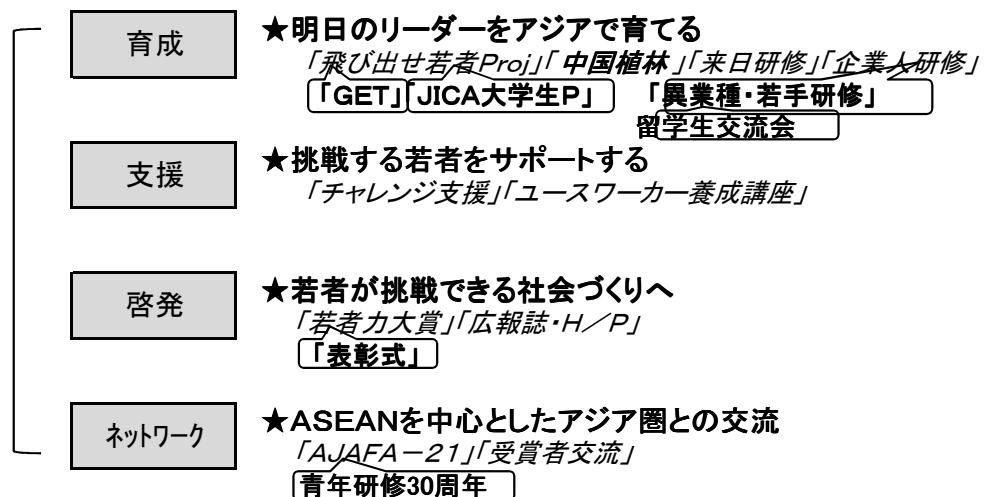 育成
★明日のリーダーをアジアで育てる
「飛び出せ若者Proj」「中国植林」「来日研修」「企業人研修」
「GET」「JICA大学生P」 「異業種・若手研修」
留学生交流会
支援
★挑戦する若者をサポートする
「チャレンジ支援」「ユースワーカー養成講座」
啓発
★若者が挑戦できる社会づくりへ
「若者力大賞」「広報誌・H/P」
「表彰式」
ネットワーク
★ASEANを中心としたアジア圏との交流
「AJAFA-21」「受賞者交流」
青年研修30周年